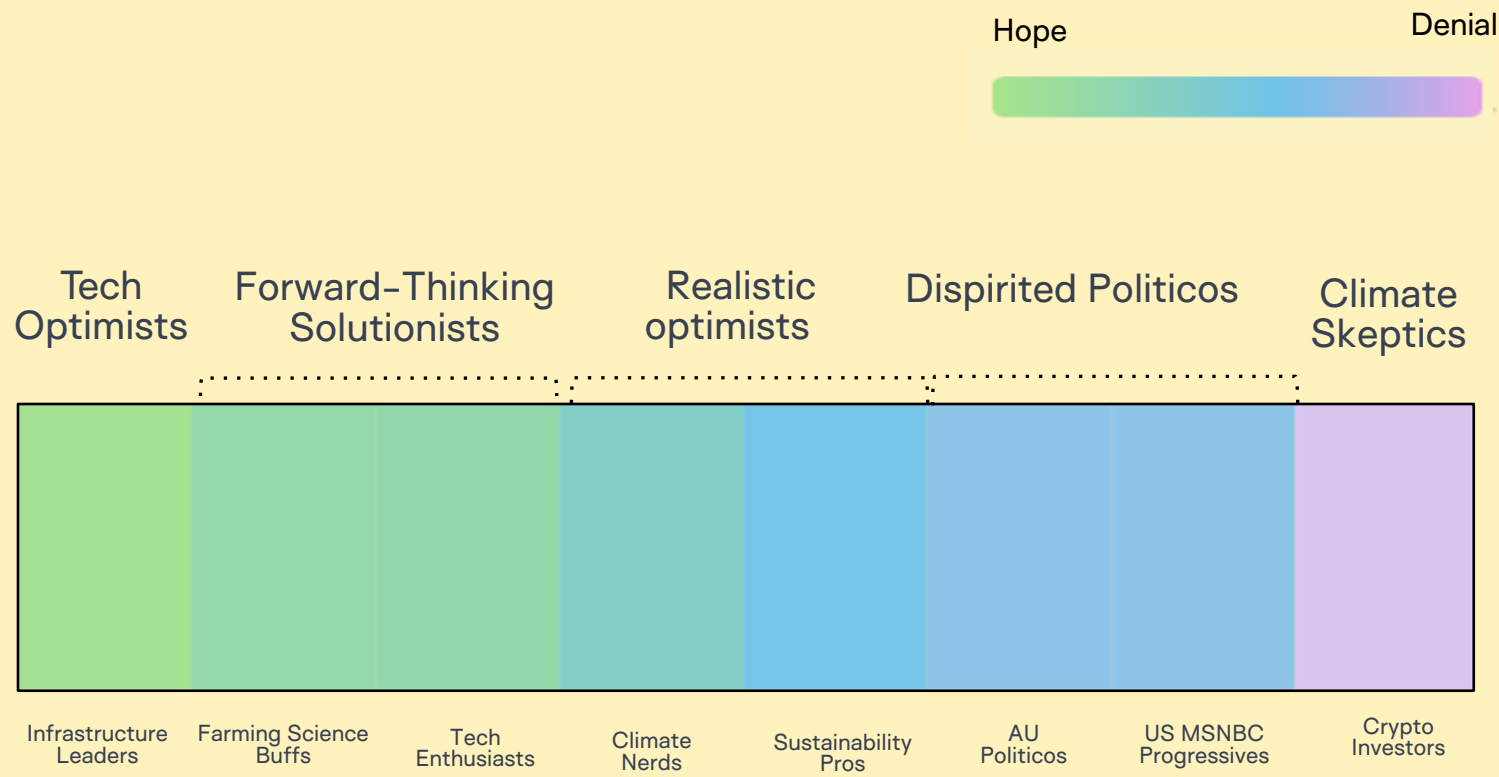 Hope
Denial
Tech
Optimists
Forward-Thinking
Solutionists
Realistic
optimists
Dispirited Politicos
Climate
Skeptics
Infrastructure
Leaders
Farming Science
Buffs
Tech
Enthusiasts
Climate
Nerds
Sustainability
Pros
AU
Politicos
US MSNBC
Progressives
Crypto
Investors